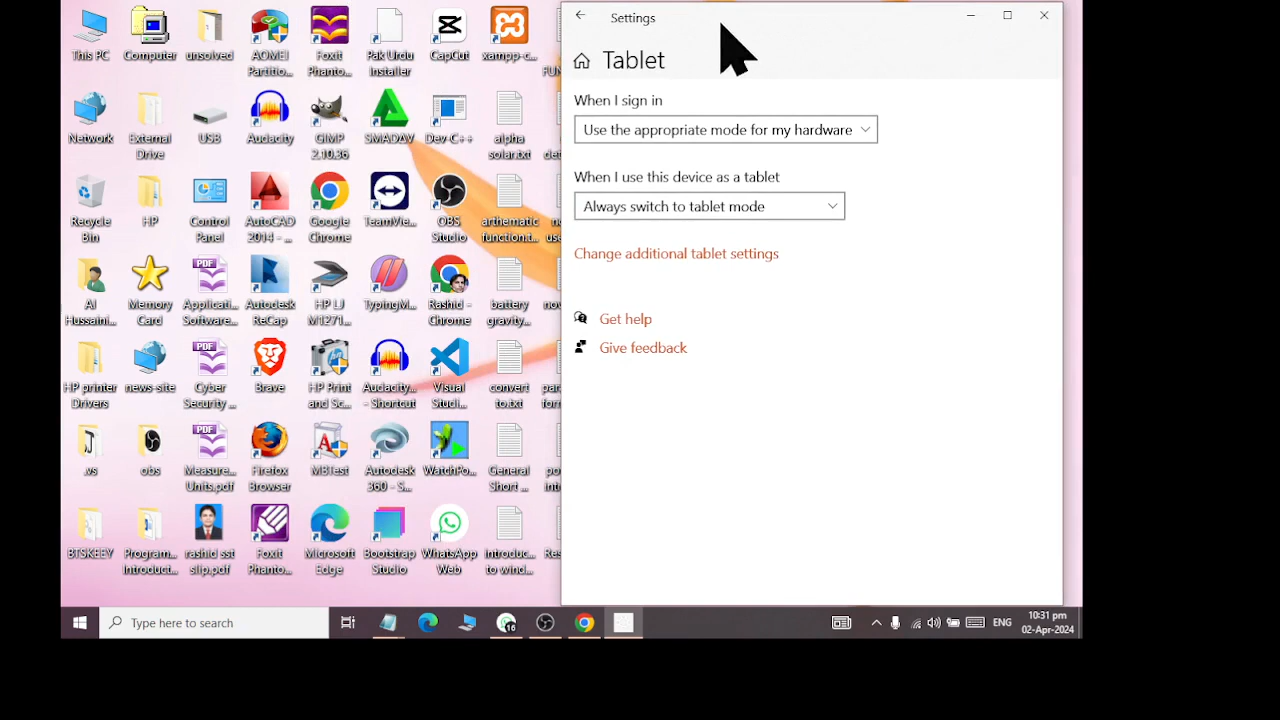 This PC
Computer
unsolved
AOMEI
Partitio...
Foxit
Phanto...
Pak Urdu
Installer
CapCut
xampp-c...
Network
External
Drive
USB
Audacity
GIMP
2.10.36
SMADAV
Dev-C++
alpha
solar.txt
Recycle
Bin
HP
Control
Panel
AutoCAD
2014 - ...
Google
Chrome
TeamVie...
OBS
Studio
arthematic
function.t...
Al
Hussaini...
Memory
Card
Applicati...
Software...
Autodesk
ReCap
HP LJ
M1271...
TypingM...
Rashid -
Chrome
battery
gravity...
HP printer
Drivers
news-site
Cyber
Security ...
Brave
HP Print
and Sc...
Audacity...
- Shortcut
Visual
Studi...
convert
to.txt
.vs
obs
Measure...
Units.pdf
Firefox
Browser
MBTest
Autodesk
360 - S...
WatchPo...
General
Short ...
BTSKEEY
Program...
Introduct...
rashid sst
slip.pdf
Foxit
Phanto...
Microsoft
Edge
Bootstrap
Studio
WhatsApp
Web
Introduc...
to wind...
Settings
Tablet
When I sign in
Use the appropriate mode for my hardware
When I use this device as a tablet
Always switch to tablet mode
Change additional tablet settings
Get help
Give feedback
Type here to search
16
ENG
10:31 pm
02-Apr-2024